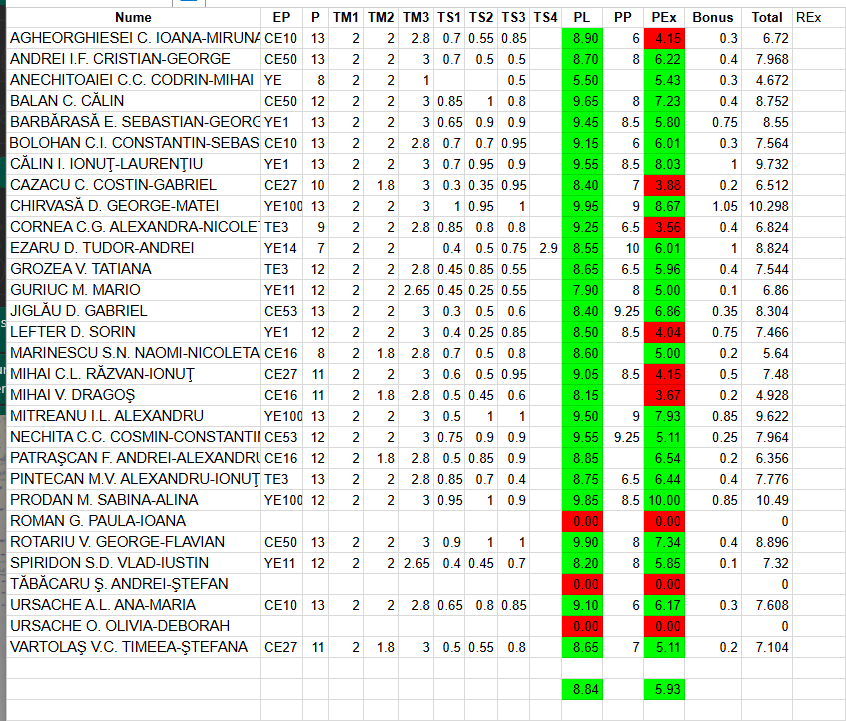 Nume EP P TM1 TM2 TM3 TS1 TS2 TS3 TS4 PL PP PEx Bonus Total REx
AGHEORGHIESEI C. IOANA-MIRUNA CE10 13 2 2 2.8 0.7 0.55 0.85 8.90 6 4.15 0.3 6.72
ANDREI I.F. CRISTIAN-GEORGE CE50 13 2 2 3 0.7 0.5 0.5 8.70 8 6.22 0.4 7.968
ANECHITOAIEI C.C. CODRIN-MIHAI YE 8 2 2 1 0.5 5.50 5.43 0.3 4.672
BALAN C. CĂLIN CE50 12 2 2 3 0.85 1 0.8 9.65 8 7.23 0.4 8.752
BARBĂRASĂ E. SEBASTIAN-GEORG YE1 13 2 2 3 0.65 0.9 0.9 9.45 8.5 5.80 0.75 8.55
BOLOHAN C.I. CONSTANTIN-SEBAS CE10 13 2 2 2.8 0.7 0.7 0.95 9.15 6 6.01 0.3 7.564
CĂLIN I. IONUŢ-LAURENŢIU YE1 13 2 2 3 0.7 0.95 0.9 9.55 8.5 8.03 1 9.732
CAZACU C. COSTIN-GABRIEL CE27 10 2 1.8 3 0.3 0.35 0.95 8.40 7 3.88 0.2 6.512
CHIRVASĂ D. GEORGE-MATEI YE100 13 2 2 3 1 0.95 1 9.95 9 8.67 1.05 10.298
CORNEA C.G. ALEXANDRA-NICOLE TE3 9 2 2 2.8 0.85 0.8 0.8 9.25 6.5 3.56 0.4 6.824
EZARU D. TUDOR-ANDREI YE14 7 2 2 0.4 0.5 0.75 2.9 8.55 10 6.01 1 8.824
GROZEA V. TATIANA TE3 12 2 2 2.8 0.45 0.85 0.55 8.65 6.5 5.96 0.4 7.544
GURIUC M. MARIO YE11 12 2 2 2.65 0.45 0.25 0.55 7.90 8 5.00 0.1 6.86
JIGLĂU D. GABRIEL CE53 13 2 2 3 0.3 0.5 0.6 8.40 9.25 6.86 0.35 8.304
LEFTER D. SORIN YE1 12 2 2 3 0.4 0.25 0.85 8.50 8.5 4.04 0.75 7.466
MARINESCU S.N. NAOMI-NICOLETA CE16 8 2 1.8 2.8 0.7 0.5 0.8 8.60 5.00 0.2 5.64
MIHAI C.L. RĂZVAN-IONUŢ CE27 11 2 2 3 0.6 0.5 0.95 9.05 8.5 4.15 0.5 7.48
MIHAI V. DRAGOŞ CE16 11 2 1.8 2.8 0.5 0.45 0.6 8.15 3.67 0.2 4.928
MITREANU I.L. ALEXANDRU YE100 13 2 2 3 0.5 1 1 9.50 9 7.93 0.85 9.622
NECHITA C.C. COSMIN-CONSTANTI CE53 12 2 2 3 0.75 0.9 0.9 9.55 9.25 5.11 0.25 7.964
PATRAŞCAN F. ANDREI-ALEXANDRU CE16 12 2 1.8 2.8 0.5 0.85 0.9 8.85 6.54 0.2 6.356
PINTECAN M.V. ALEXANDRU-IONUŢ TE3 13 2 2 2.8 0.85 0.7 0.4 8.75 6.5 6.44 0.4 7.776
PRODAN M. SABINA-ALINA YE100 12 2 2 3 0.95 1 0.9 9.85 8.5 10.00 0.85 10.49
ROMAN G. PAULA-IOANA 0.00 0.00 0
ROTARIU V. GEORGE-FLAVIAN CE50 13 2 2 3 0.9 1 1 9.90 8 7.34 0.4 8.896
SPIRIDON S.D. VLAD-IUSTIN YE11 12 2 2 2.65 0.4 0.45 0.7 8.20 8 5.85 0.1 7.32
TĂBĂCARU Ş. ANDREI-ŞTEFAN 0.00 0.00 0
URSACHE A.L. ANA-MARIA CE10 13 2 2 2.8 0.65 0.8 0.85 9.10 6 6.17 0.3 7.608
URSACHE O. OLIVIA-DEBORAH 0.00 0.00 0
VARTOLAŞ V.C. TIMEEA-ŞTEFANA CE27 11 2 1.8 3 0.5 0.55 0.8 8.65 7 5.11 0.2 7.104
8.84 5.93